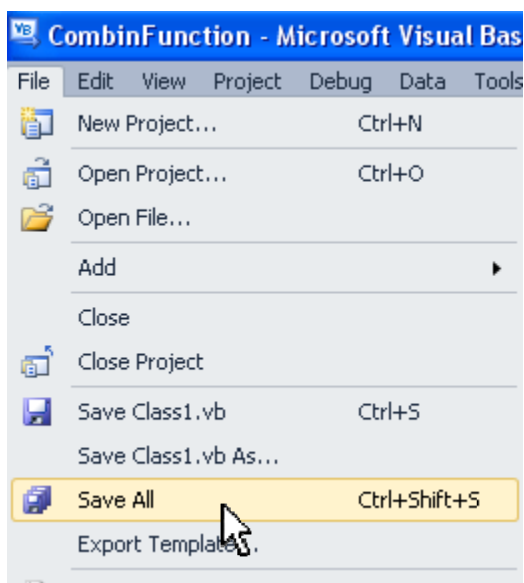 CombinFunction - Microsoft Visual Bas
File Edit View Project Debug Data Tools
New Project... Ctrl+N
Open Project... Ctrl+O
Open File...
Add
Close
Close Project
Save Class1.vb Ctrl+S
Save Class1.vb As...
Save All Ctrl+Shift+S
Export Template...